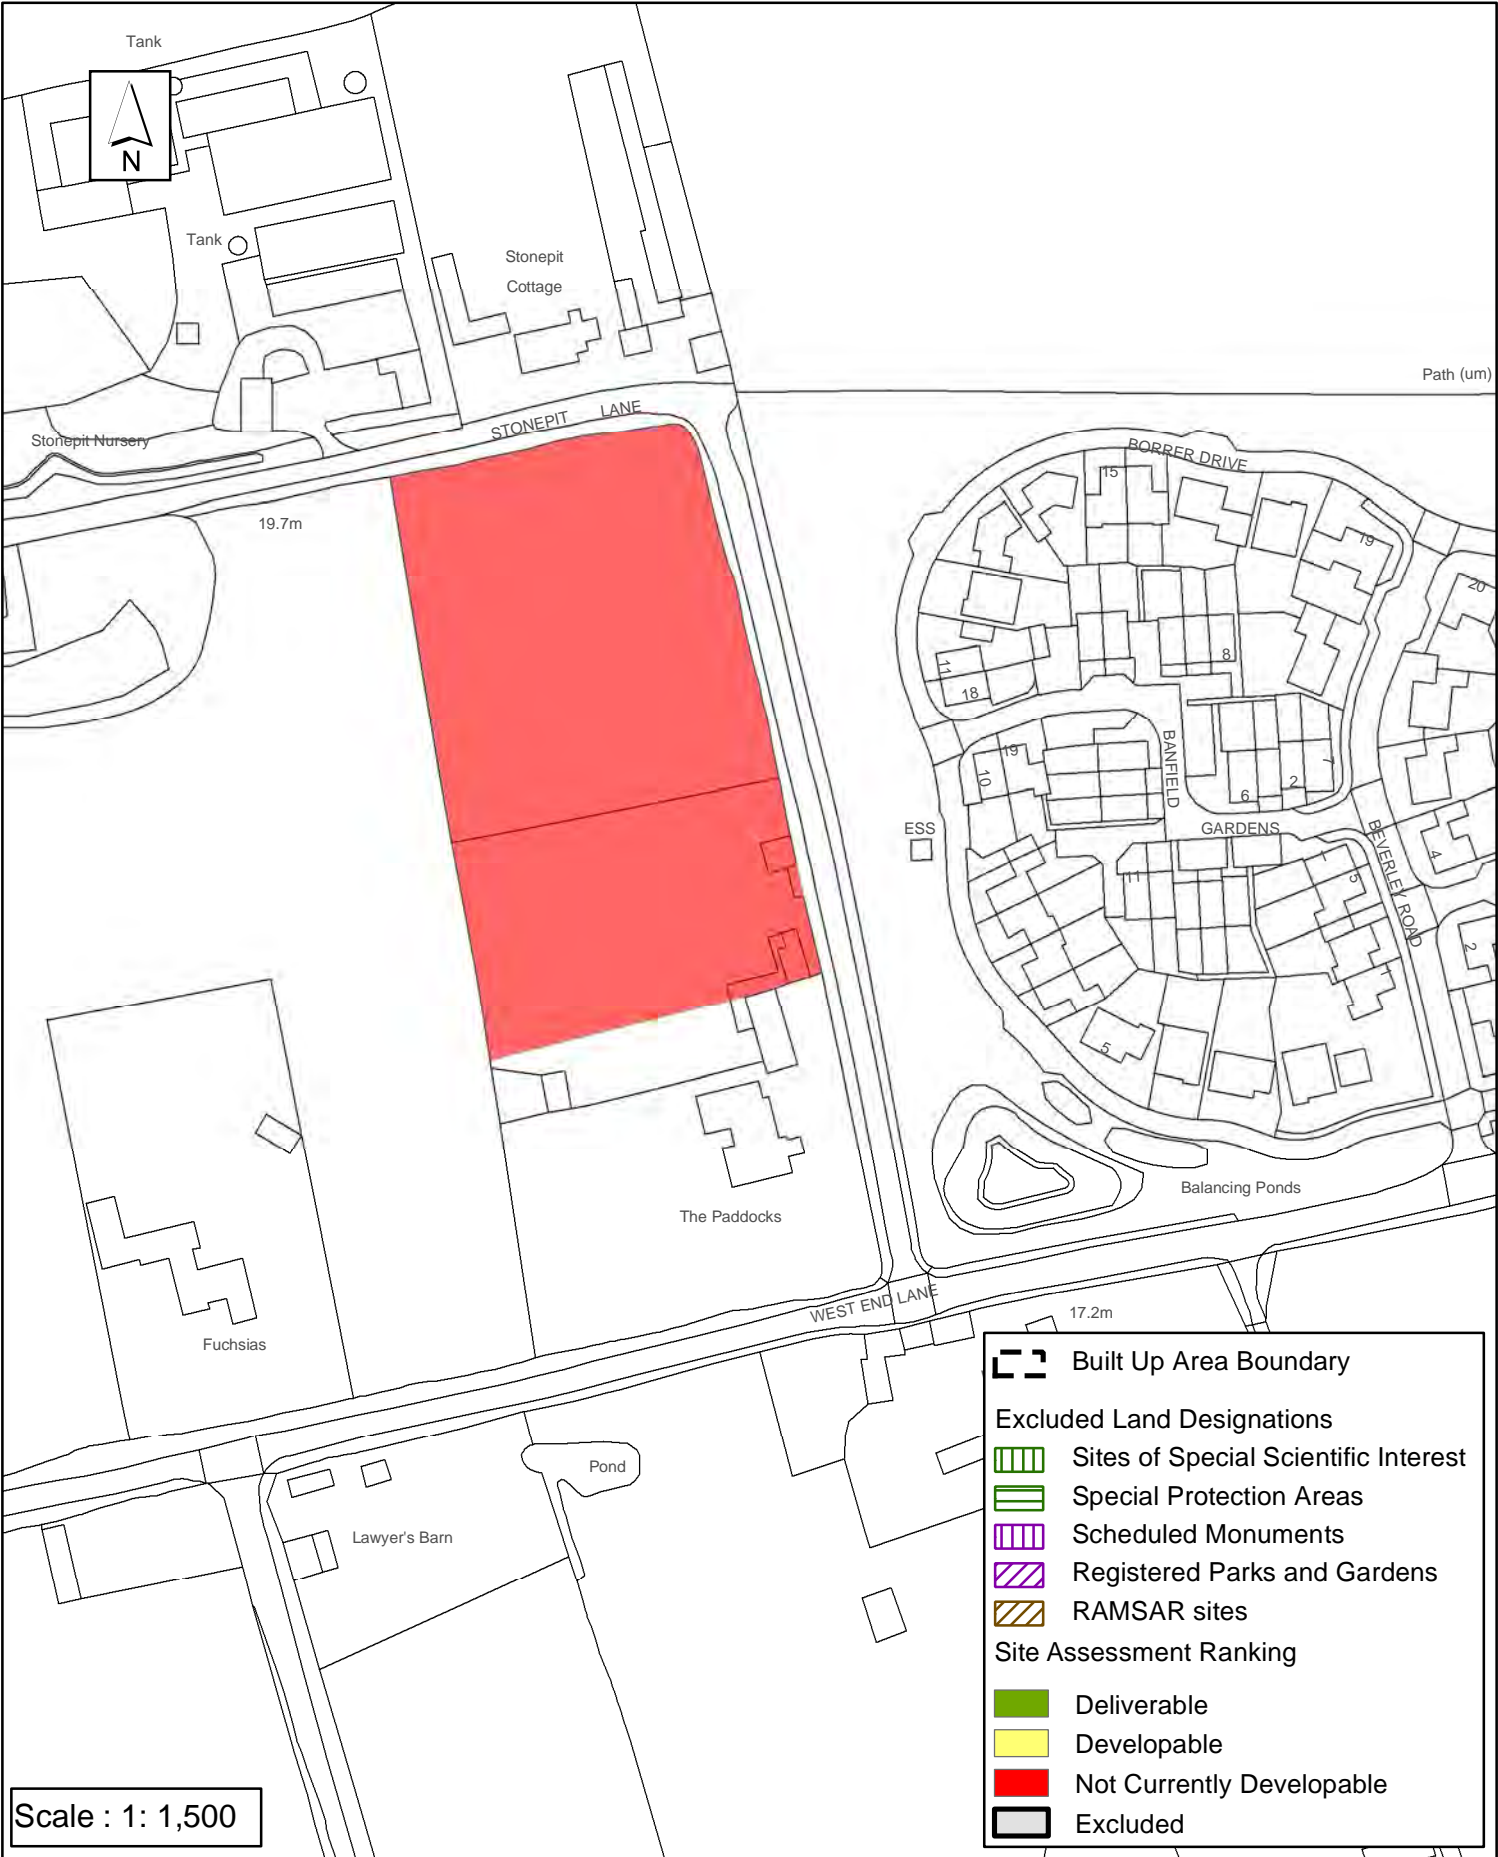 Tank
N
Tank
Stonepit
Cottage
Path (um)
STONEPIT LANE
BORRER DRIVE
Stonepit Nursery
15
19.7m
19
20
8
11
18
BANFIELD
19
10
7
2
6
ESS
GARDENS
BEVERLEY ROAD
4
1
5
11
2
1
5
Balancing Ponds
The Paddocks
WEST END LANE
17.2m
Fuchsias
Pond
Lawyer's Barn
Built Up Area Boundary
Excluded Land Designations
Sites of Special Scientific Interest
Special Protection Areas
Scheduled Monuments
Registered Parks and Gardens
RAMSAR sites
Site Assessment Ranking
Deliverable
Developable
Not Currently Developable
Excluded
Scale : 1: 1,500